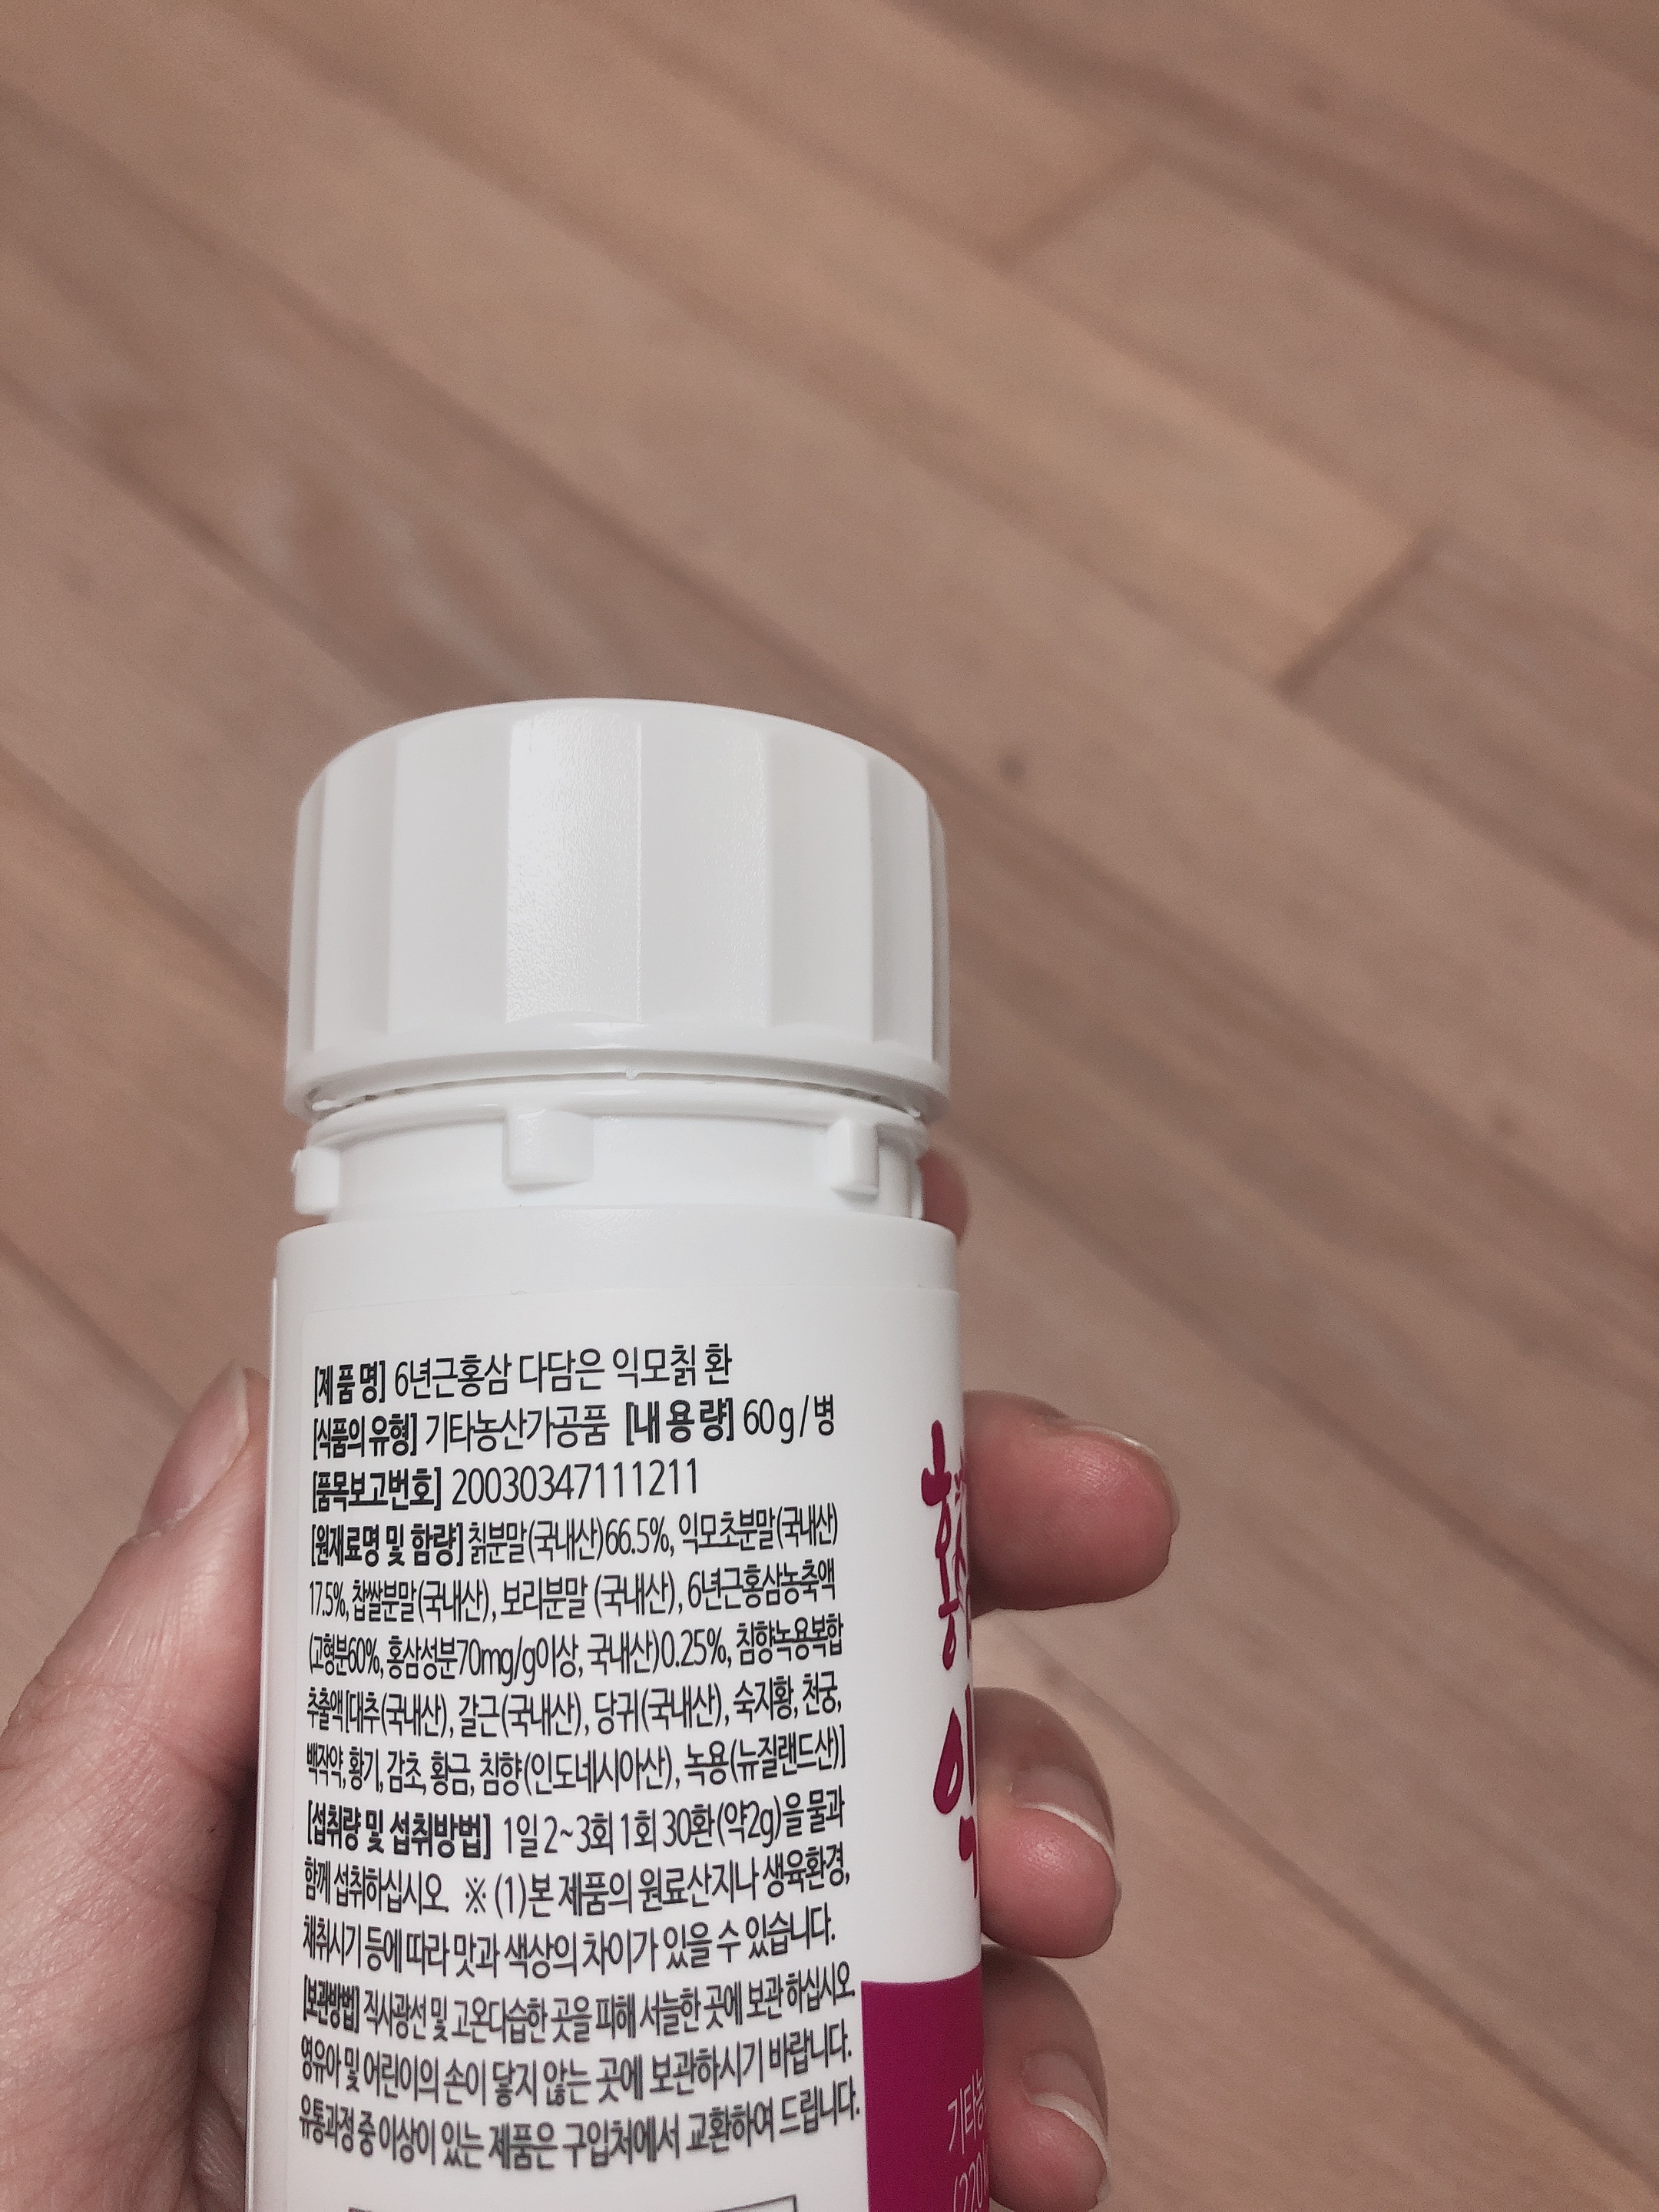 [제 품 명] 6년근홍삼 다담은 익모칡 환
[식품의 유형] 기타농산가공품 [내 용 량] 60g/병
[품목보고번호] 20030347111211
[원재료명 및 함량] 칡분말(국내산)66.5%, 익모초분말(국내산)
17.5%, 찹쌀분말(국내산), 보리분말 (국내산), 6년근홍삼농축액
(고형분60%, 홍삼성분70mg/g이상, 국내산)0.25%, 침향녹용복합
추출액[대추(국내산), 갈근(국내산), 당귀(국내산), 숙지황, 천궁,
백작약, 황기, 감초, 황금, 침향(인도네시아산), 녹용(뉴질랜드산)]
[섭취량 및 섭취방법] 1일 2~3회 1회 30환(약2g)을 물과
함께 섭취하십시오. ※ (1)본 제품의 원료산지나 생육환경,
채취시기 등에 따라 맛과 색상의 차이가 있을 수 있습니다.
[보관방법] 직사광선 및 고온다습한 곳을 피해 서늘한 곳에 보관 하십시오.
영유아 및 어린이의 손이 닿지 않는 곳에 보관하시기 바랍니다.
유통과정 중 이상이 있는 제품은 구입처에서 교환하여 드립니다.
기타농